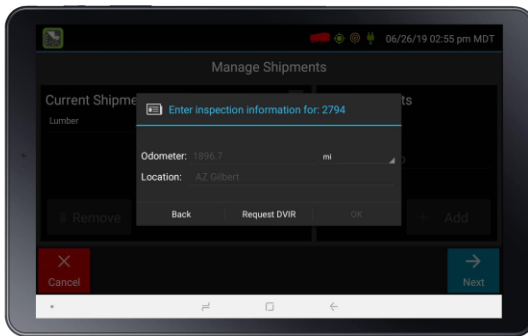 06/26/19 02:55 pm MDT
Manage Shipments
Current Shipme
ts
Lumber
Enter inspection information for: 2794
Odometer: 1896.7 mi
Location: AZ Gilbert
Back Request DVIR OK
Remove
Add
Cancel
Next